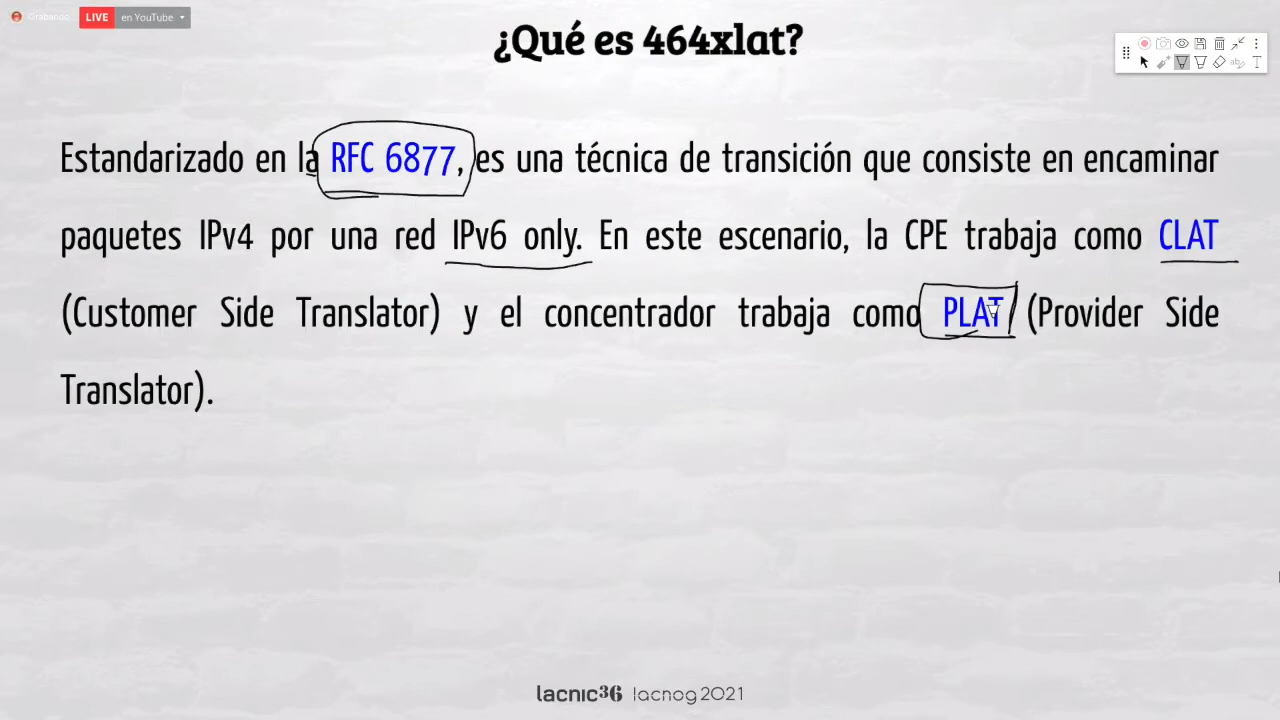 Grabando...
LIVE en YouTube
¿Qué es 464xlat?
Estandarizado en la RFC 6877, es una técnica de transición que consiste en encaminar
paquetes IPv4 por una red IPv6 only. En este escenario, la CPE trabaja como CLAT
(Customer Side Translator) y el concentrador trabaja como PLAT (Provider Side
Translator).
lacnic36 lacnog2021